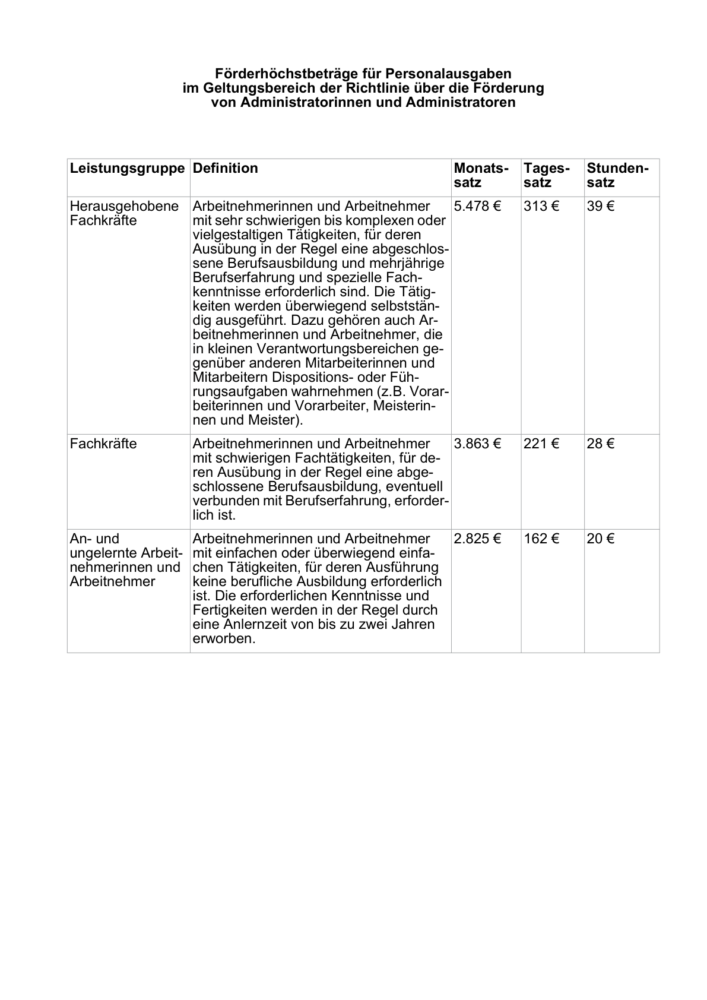 Förderhöchstbeträge für Personalausgaben
im Geltungsbereich der Richtlinie über die Förderung
von Administratorinnen und Administratoren
Leistungsgruppe
Definition
Monats-
satz
Tages-
satz
Stunden-
satz
Herausgehobene
Fachkräfte
Arbeitnehmerinnen und Arbeitnehmer
mit sehr schwierigen bis komplexen oder
vielgestaltigen Tätigkeiten, für deren
Ausübung in der Regel eine abgeschlos-
sene Berufsausbildung und mehrjährige
Berufserfahrung und spezielle Fach-
kenntnisse erforderlich sind. Die Tätig-
keiten werden überwiegend selbststän-
dig ausgeführt. Dazu gehören auch Ar-
beitnehmerinnen und Arbeitnehmer, die
in kleinen Verantwortungsbereichen ge-
genüber anderen Mitarbeiterinnen und
Mitarbeitern Dispositions- oder Füh-
rungsaufgaben wahrnehmen (z.B. Vorar-
beiterinnen und Vorarbeiter, Meisterin-
nen und Meister).
5.478 €
313 €
39 €
Fachkräfte
Arbeitnehmerinnen und Arbeitnehmer
mit schwierigen Fachtätigkeiten, für de-
ren Ausübung in der Regel eine abge-
schlossene Berufsausbildung, eventuell
verbunden mit Berufserfahrung, erforder-
lich ist.
3.863 €
221 €
28 €
An- und
ungelernte Arbeit-
nehmerinnen und
Arbeitnehmer
Arbeitnehmerinnen und Arbeitnehmer
mit einfachen oder überwiegend einfa-
chen Tätigkeiten, für deren Ausführung
keine berufliche Ausbildung erforderlich
ist. Die erforderlichen Kenntnisse und
Fertigkeiten werden in der Regel durch
eine Anlernzeit von bis zu zwei Jahren
erworben.
2.825 €
162 €
20 €